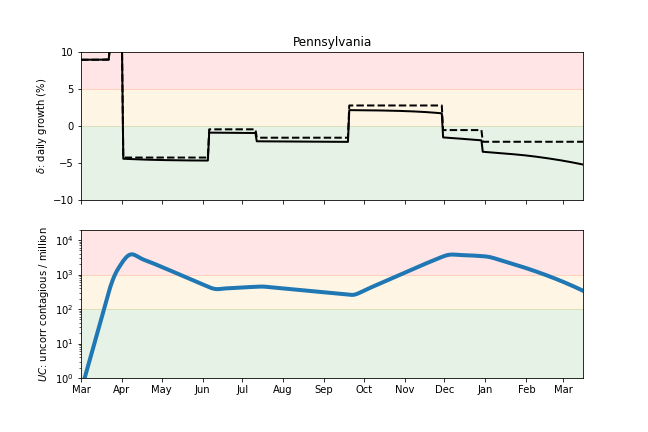 Pennsylvania
δ: daily growth (%)
10
5
0
−5
−10
UC: uncorr contagious / million
10⁴
10³
10²
10¹
10⁰
Mar Apr May Jun Jul Aug Sep Oct Nov Dec Jan Feb Mar